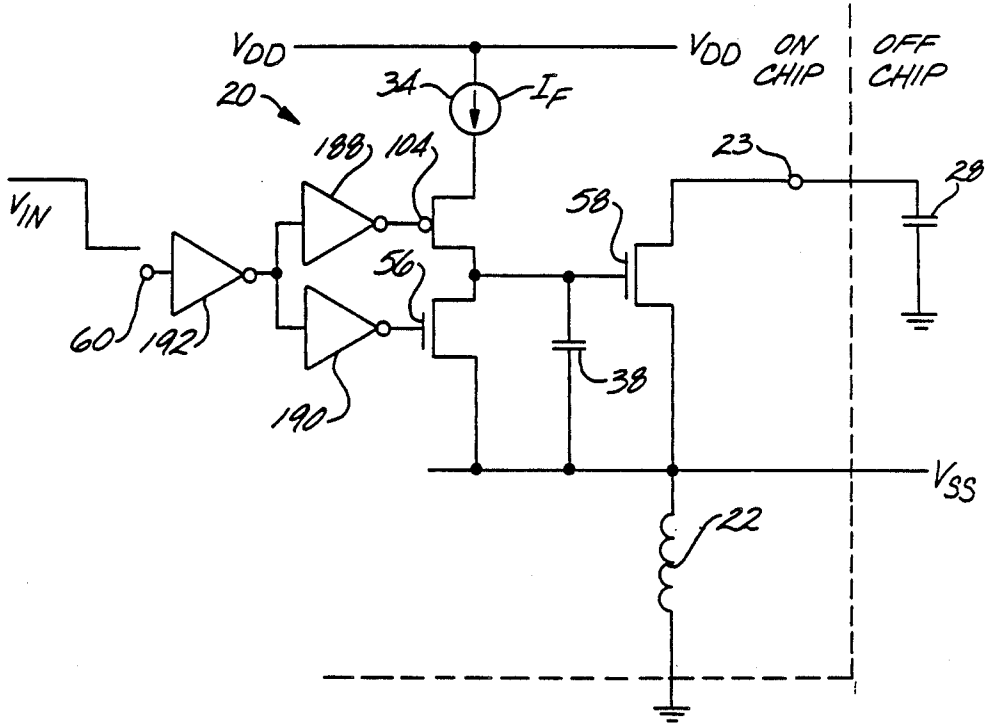 VDD
VDD
ON CHIP
OFF CHIP
34
IF
20
188
104
23
28
VIN
58
56
60
192
38
190
VSS
22